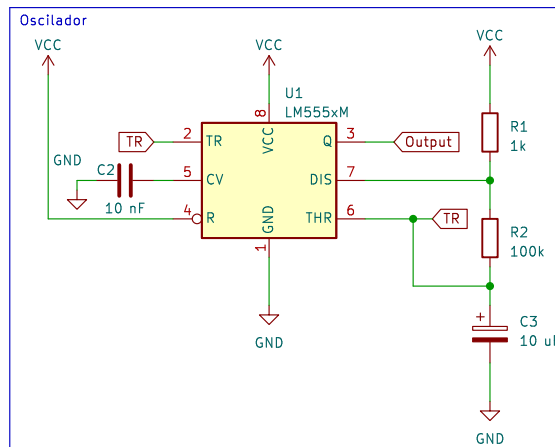 Oscilador
VCC
VCC
VCC
U1
LM555xM
8
VCC
TR
2
TR
Q
3
Output
R1
1k
GND
C2
10 nF
5
CV
DIS
7
4
R
GND
1
THR
6
TR
R2
100k
GND
C3
10 u
GND